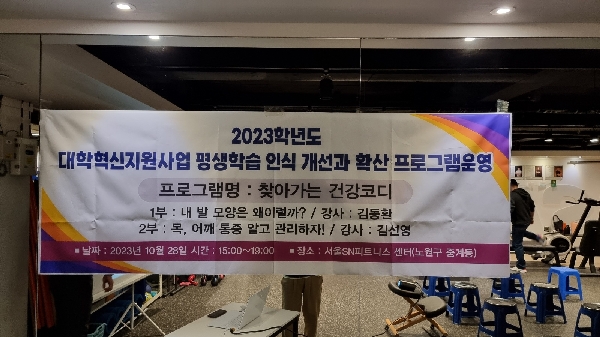 2023학년도
대학혁신지원사업 평생학습 인식 개선과 확산 프로그램운영
프로그램명 : 찾아가는 건강코디
1부 : 내 발 모양은 왜이럴까? / 강사 : 김동환
2부 : 목, 어깨 통증 알고 관리하자! / 강사 : 김선영
■ 날짜 : 2023년 10월 28일 시간 : 15:00~19:00 ■ 장소 : 서울SN피트니스 센터(노원구 중계동)